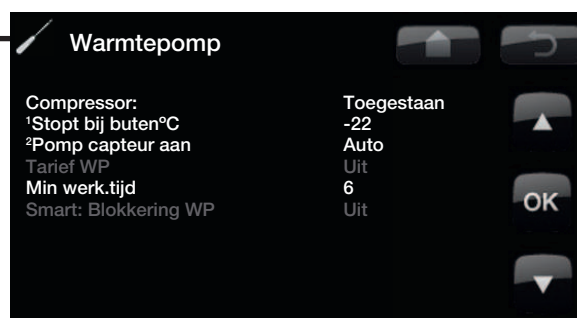 Warmtepomp
Compressor: Toegestaan
¹Stopt bij buten°C -22
²Pomp capteur aan Auto
Tarief WP Uit
Min werk.tijd 6
Smart: Blokkering WP Uit
OK